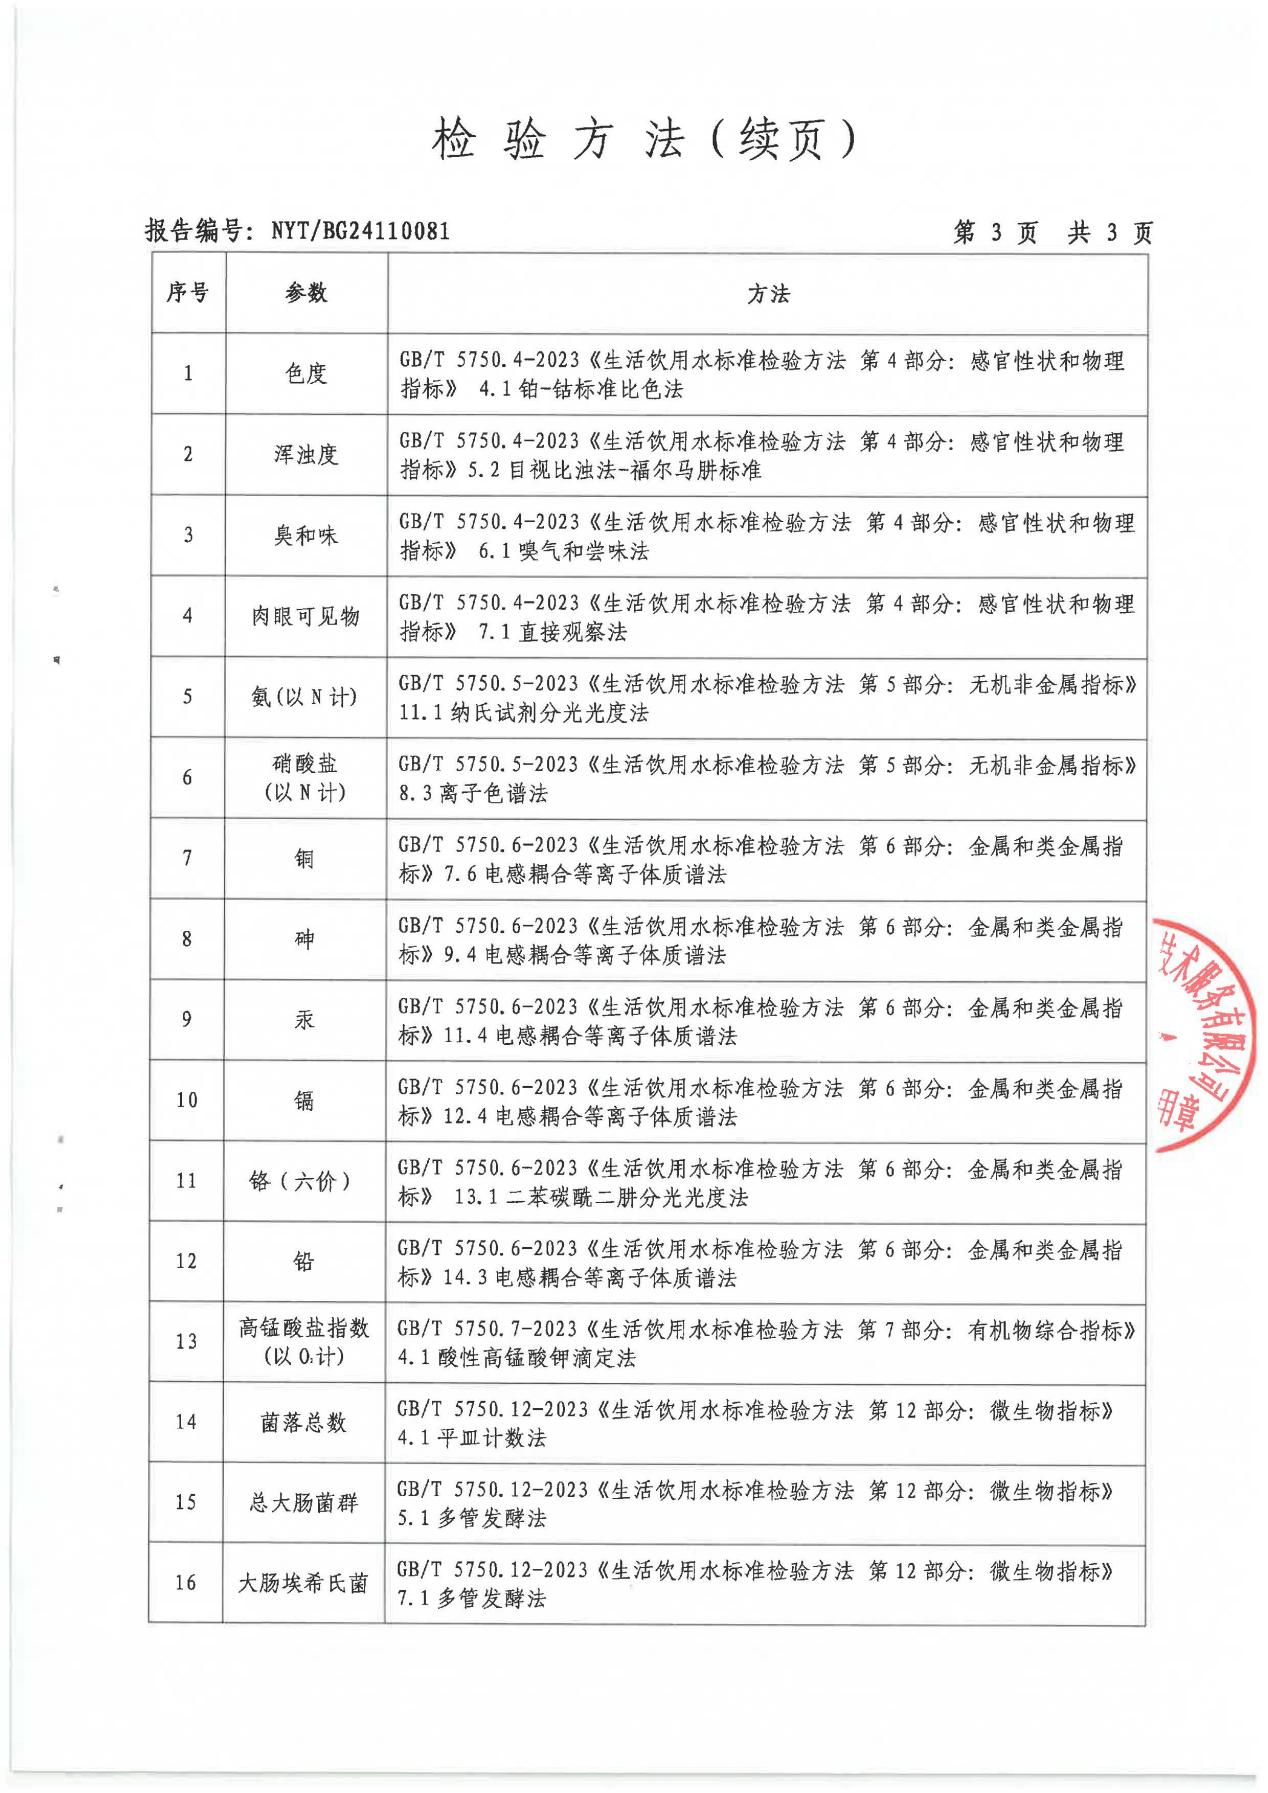 检 验 方 法(续页)
报告编号: NYT/BG24110081
第 3 页 共 3 页
序号 参数 方法
1 色度 GB/T 5750.4-2023《生活饮用水标准检验方法 第4部分: 感官性状和物理
指标》 4.1铂-钴标准比色法
2 浑浊度 GB/T 5750.4-2023《生活饮用水标准检验方法 第4部分: 感官性状和物理
指标》5.2目视比浊法-福尔马肼标准
3 臭和味 GB/T 5750.4-2023《生活饮用水标准检验方法 第4部分: 感官性状和物理
指标》 6.1嗅气和尝味法
4 肉眼可见物 GB/T 5750.4-2023《生活饮用水标准检验方法 第4部分: 感官性状和物理
指标》 7.1直接观察法
5 氨(以N计) GB/T 5750.5-2023《生活饮用水标准检验方法 第5部分: 无机非金属指标》
11.1纳氏试剂分光光度法
6 硝酸盐
(以N计) GB/T 5750.5-2023《生活饮用水标准检验方法 第5部分: 无机非金属指标》
8.3离子色谱法
7 铜 GB/T 5750.6-2023《生活饮用水标准检验方法 第6部分: 金属和类金属指
标》7.6电感耦合等离子体质谱法
8 砷 GB/T 5750.6-2023《生活饮用水标准检验方法 第6部分: 金属和类金属指
标》9.4电感耦合等离子体质谱法
9 汞 GB/T 5750.6-2023《生活饮用水标准检验方法 第6部分: 金属和类金属指
标》11.4电感耦合等离子体质谱法
10 镉 GB/T 5750.6-2023《生活饮用水标准检验方法 第6部分: 金属和类金属指
标》12.4电感耦合等离子体质谱法
11 铬(六价) GB/T 5750.6-2023《生活饮用水标准检验方法 第6部分: 金属和类金属指
标》 13.1二苯碳酰二肼分光光度法
12 铅 GB/T 5750.6-2023《生活饮用水标准检验方法 第6部分: 金属和类金属指
标》14.3电感耦合等离子体质谱法
13 高锰酸盐指数
(以O₂计) GB/T 5750.7-2023《生活饮用水标准检验方法 第7部分: 有机物综合指标》
4.1酸性高锰酸钾滴定法
14 菌落总数 GB/T 5750.12-2023《生活饮用水标准检验方法 第12部分: 微生物指标》
4.1平皿计数法
15 总大肠菌群 GB/T 5750.12-2023《生活饮用水标准检验方法 第12部分: 微生物指标》
5.1多管发酵法
16 大肠埃希氏菌 GB/T 5750.12-2023《生活饮用水标准检验方法 第12部分: 微生物指标》
7.1多管发酵法
技术服务有限公司
用章